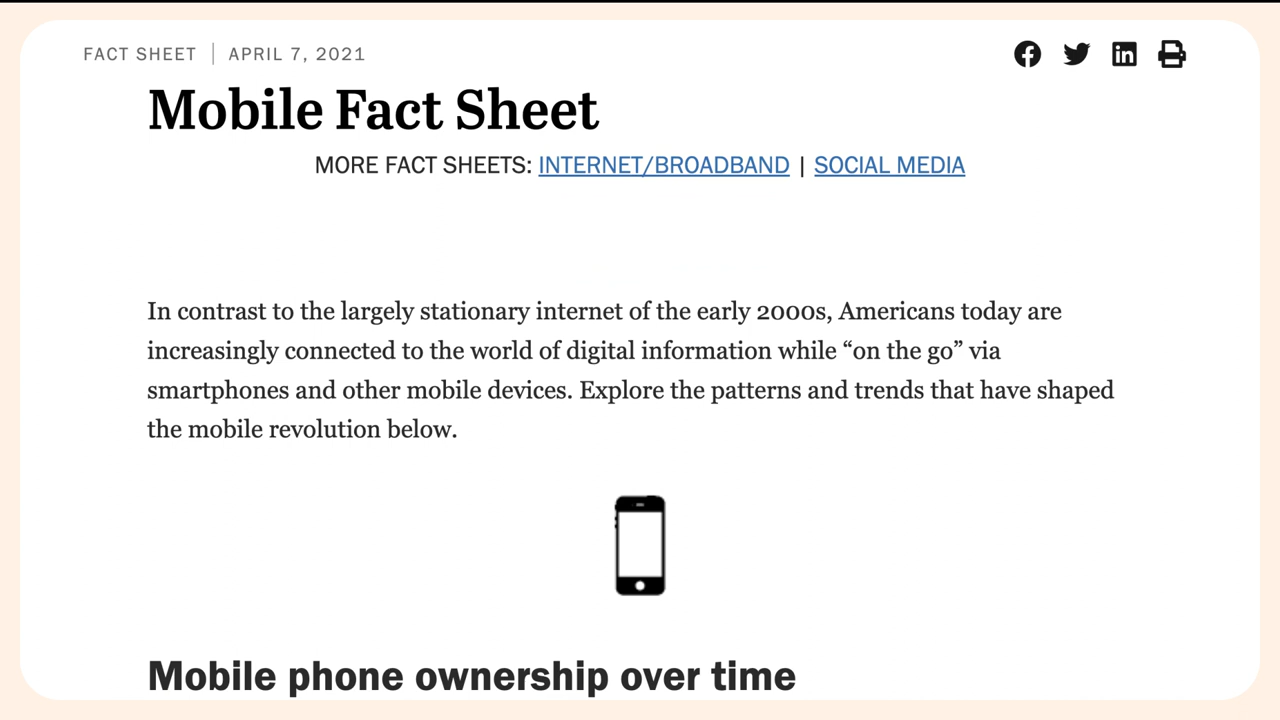 FACT SHEET | APRIL 7, 2021
Mobile Fact Sheet
MORE FACT SHEETS: INTERNET/BROADBAND | SOCIAL MEDIA
In contrast to the largely stationary internet of the early 2000s, Americans today are
increasingly connected to the world of digital information while “on the go” via
smartphones and other mobile devices. Explore the patterns and trends that have shaped
the mobile revolution below.
Mobile phone ownership over time